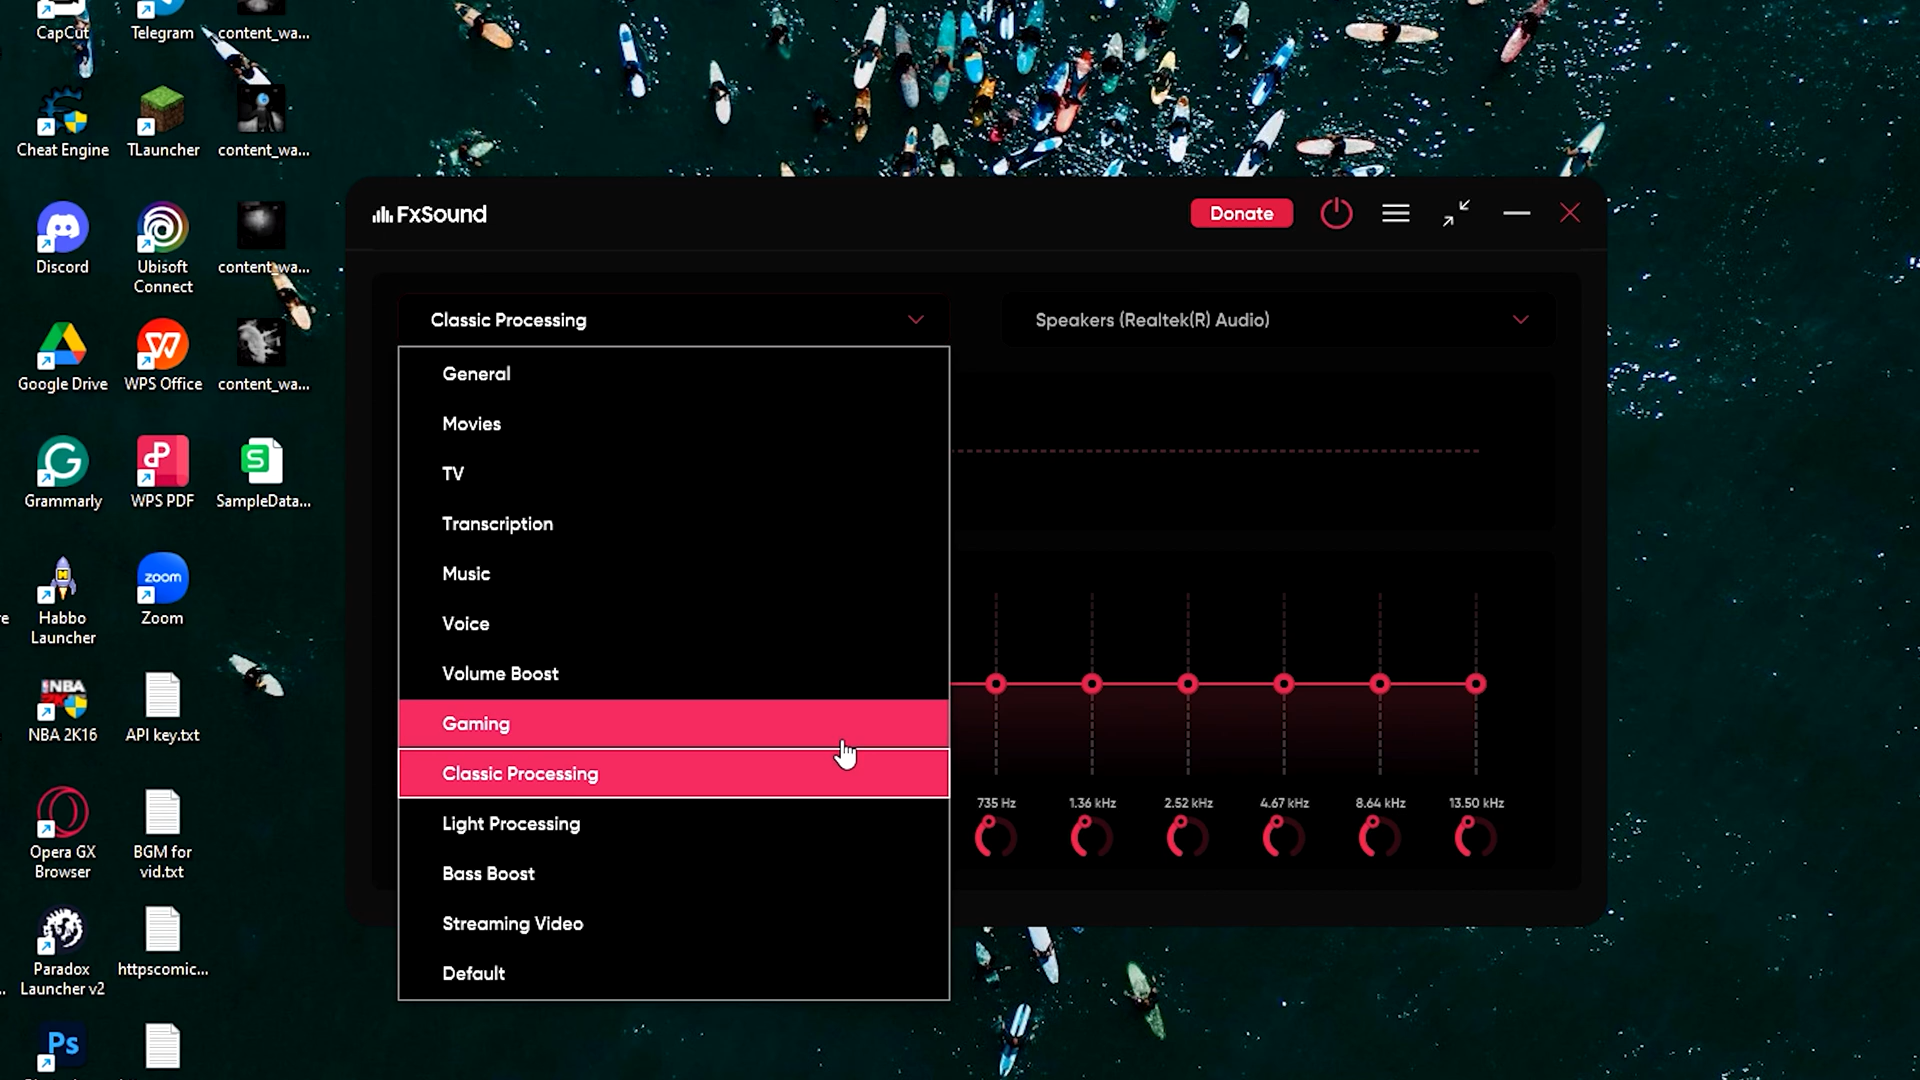 CapCut
Telegram
content_wa...
Cheat Engine
TLauncher
content_wa...
Discord
Ubisoft
Connect
content_wa...
Google Drive
WPS Office
content_wa...
Grammarly
WPS PDF
SampleData...
Habbo
Launcher
zoom
Zoom
NBA
NBA 2K16
API key.txt
Opera GX
Browser
BGM for
vid.txt
Paradox
Launcher v2
httpscomic...
Ps
FxSound
Donate
Classic Processing
Speakers (Realtek(R) Audio)
General
Movies
TV
Transcription
Music
Voice
Volume Boost
Gaming
Classic Processing
Light Processing
Bass Boost
Streaming Video
Default
735 Hz
1.36 kHz
2.52 kHz
4.67 kHz
8.64 kHz
13.50 kHz